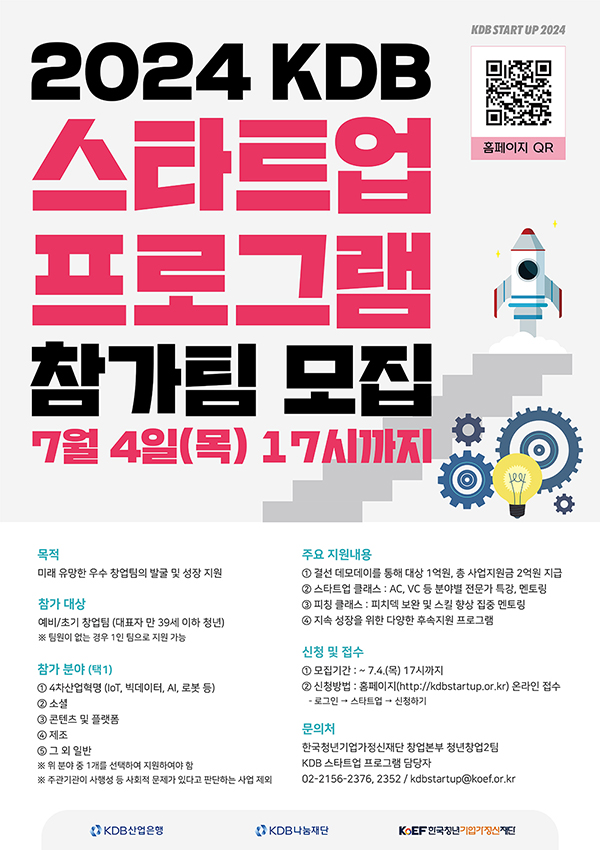 KDB START UP 2024
홈페이지 QR
2024 KDB
스타트업
프로그램
참가팀 모집
7월 4일(목) 17시까지
목적
미래 유망한 우수 창업팀의 발굴 및 성장 지원
참가 대상
예비/초기 창업팀 (대표자 만 39세 이하 청년)
※ 팀원이 없는 경우 1인 팀으로 지원 가능
참가 분야 (택1)
① 4차산업혁명 (IoT, 빅데이터, AI, 로봇 등)
② 소셜
③ 콘텐츠 및 플랫폼
④ 제조
⑤ 그 외 일반
※ 위 분야 중 1개를 선택하여 지원하여야 함
※ 주관기관이 사행성 등 사회적 문제가 있다고 판단하는 사업 제외
주요 지원내용
① 결선 데모데이를 통해 대상 1억원, 총 사업지원금 2억원 지급
② 스타트업 클래스 : AC, VC 등 분야별 전문가 특강, 멘토링
③ 피칭 클래스 : 피치덱 보완 및 스킬 향상 집중 멘토링
④ 지속 성장을 위한 다양한 후속지원 프로그램
신청 및 접수
① 모집기간 : ~ 7.4.(목) 17시까지
② 신청방법 : 홈페이지(http://kdbstartup.or.kr) 온라인 접수
- 로그인 → 스타트업 → 신청하기
문의처
한국청년기업가정신재단 창업본부 청년창업2팀
KDB 스타트업 프로그램 담당자
02-2156-2376, 2352 / kdbstartup@koef.or.kr
KDB산업은행
KDB나눔재단
KoEF 한국청년기업가정신재단